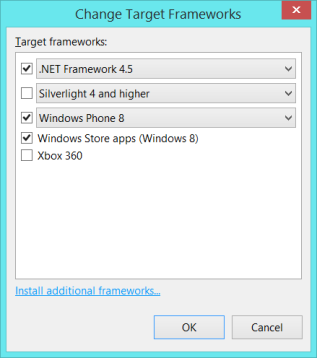 Change Target Frameworks
Target frameworks:
.NET Framework 4.5
Silverlight 4 and higher
Windows Phone 8
Windows Store apps (Windows 8)
Xbox 360
Install additional frameworks...
OK
Cancel